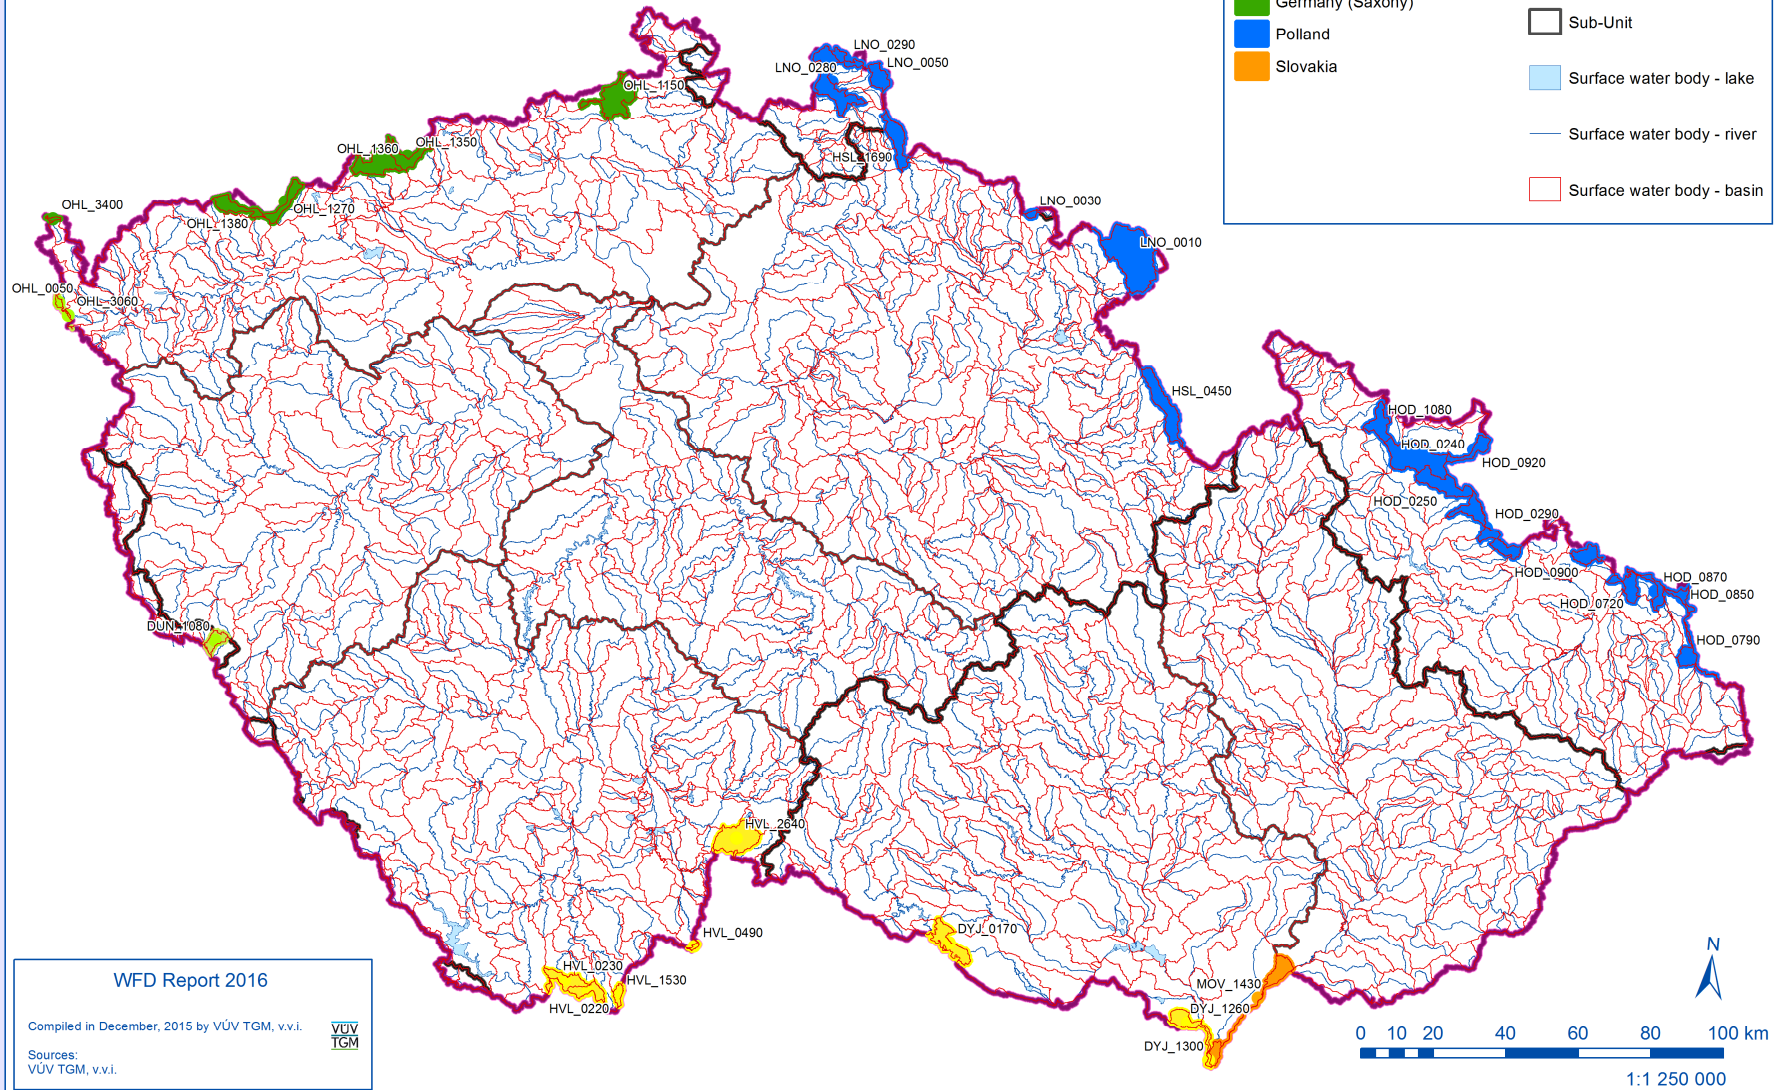 Germany (Saxony)
Polland
Slovakia
Sub-Unit
Surface water body - lake
Surface water body - river
Surface water body - basin
LNO_0290
LNO_0280
LNO_0050
OHL_1150
OHL_1350
OHL_1360
HSL_1690
OHL_3400
OHL_1270
OHL_1380
LNO_0030
LNO_0010
OHL_0050
OHL_3060
HSL_0450
HOD_1080
HOD_0240
HOD_0920
HOD_0250
HOD_0290
HOD_0900
HOD_0870
HOD_0850
HOD_0720
HOD_0790
DUN_1080
HVL_2640
HVL_0490
DYJ_0170
HVL_0230
HVL_1530
HVL_0220
MOV_1430
DYJ_1260
DYJ_1300
WFD Report 2016
Compiled in December, 2015 by VÚV TGM, v.v.i.
VÚV
TGM
Sources:
VÚV TGM, v.v.i.
N
0 10 20 40 60 80 100 km
1:1 250 000